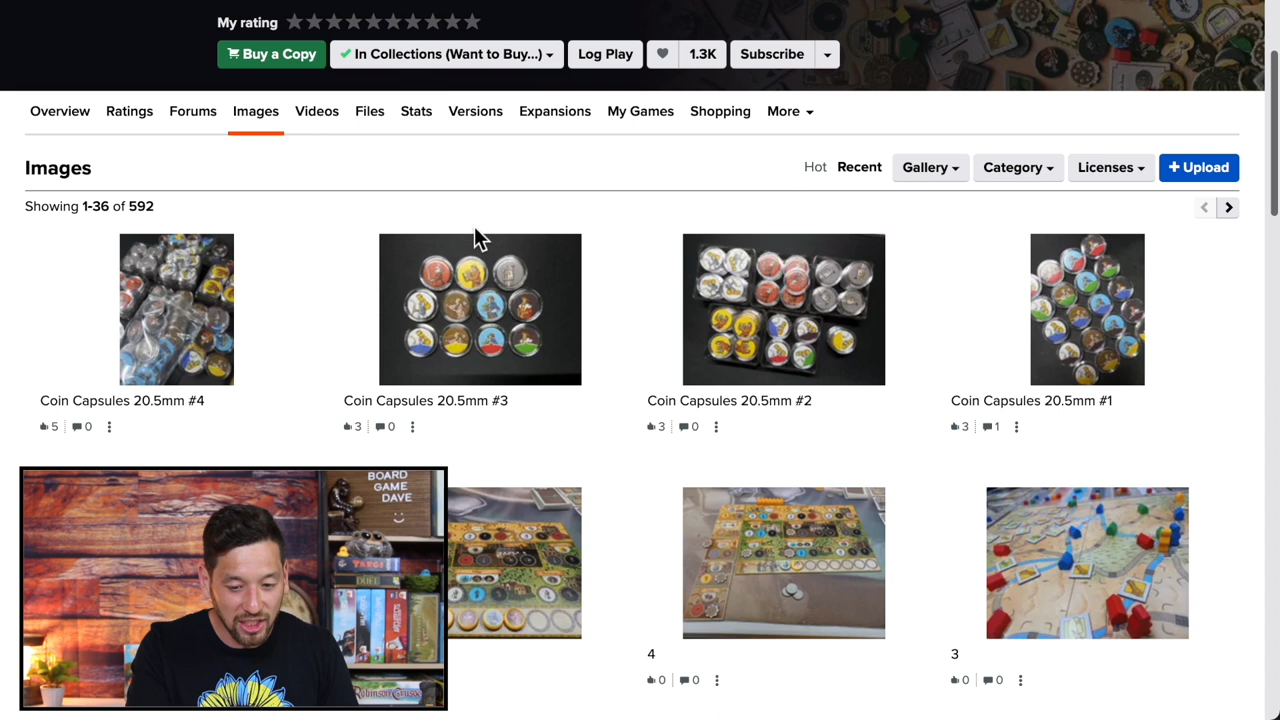 My rating
Buy a Copy
In Collections (Want to Buy...)
Log Play
1.3K
Subscribe
Overview
Ratings
Forums
Images
Videos
Files
Stats
Versions
Expansions
My Games
Shopping
More
Images
Hot
Recent
Gallery
Category
Licenses
+ Upload
Showing 1-36 of 592
Coin Capsules 20.5mm #4
5
0
Coin Capsules 20.5mm #3
3
0
Coin Capsules 20.5mm #2
3
0
Coin Capsules 20.5mm #1
3
1
4
0
0
3
0
0
BOARD
GAME
DAVE
DUEL
Robinson Crusoe